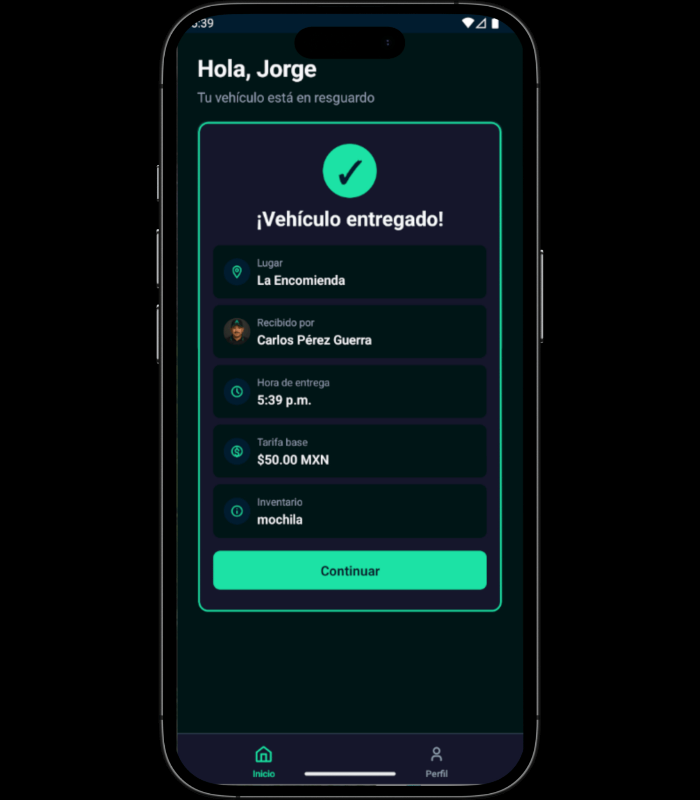 5:39
Hola, Jorge
Tu vehículo está en resguardo
¡Vehículo entregado!
Lugar
La Encomienda
Recibido por
Carlos Pérez Guerra
Hora de entrega
5:39 p.m.
Tarifa base
$50.00 MXN
Inventario
mochila
Continuar
Inicio
Perfil